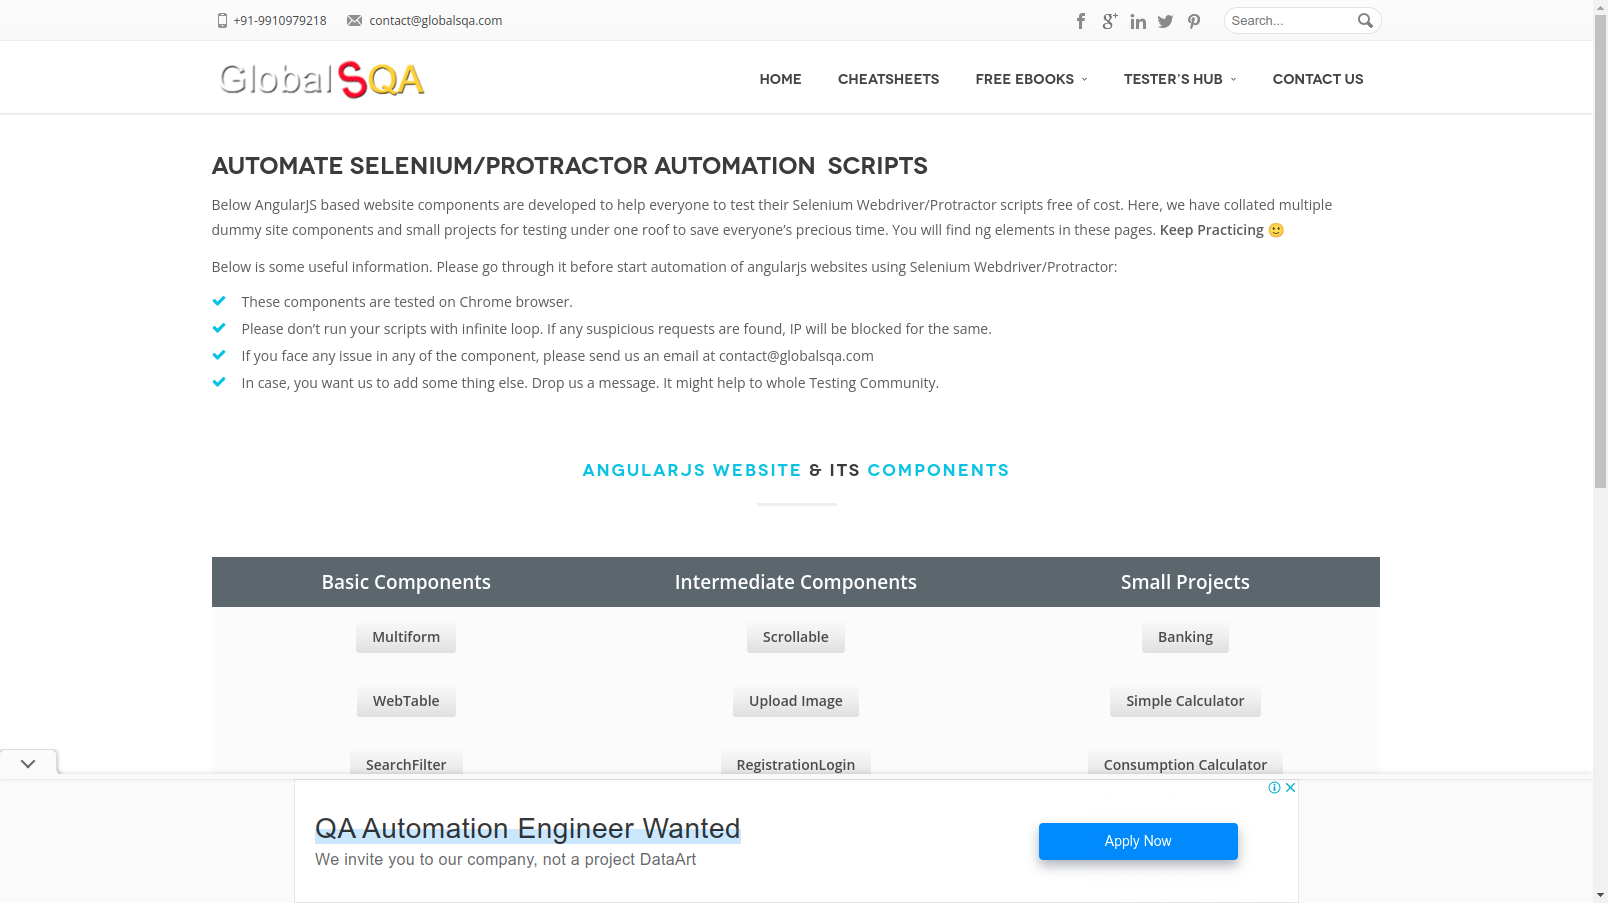 +91-9910979218 contact@globalsqa.com
Search...
GlobalSQA
HOME CHEATSHEETS FREE EBOOKS TESTER’S HUB CONTACT US
AUTOMATE SELENIUM/PROTRACTOR AUTOMATION SCRIPTS
Below AngularJS based website components are developed to help everyone to test their Selenium Webdriver/Protractor scripts free of cost. Here, we have collated multiple
dummy site components and small projects for testing under one roof to save everyone’s precious time. You will find ng elements in these pages. Keep Practicing 🙂
Below is some useful information. Please go through it before start automation of angularjs websites using Selenium Webdriver/Protractor:
These components are tested on Chrome browser.
Please don’t run your scripts with infinite loop. If any suspicious requests are found, IP will be blocked for the same.
If you face any issue in any of the component, please send us an email at contact@globalsqa.com
In case, you want us to add some thing else. Drop us a message. It might help to whole Testing Community.
ANGULARJS WEBSITE & ITS COMPONENTS
Basic Components Intermediate Components Small Projects
Multiform Scrollable Banking
WebTable Upload Image Simple Calculator
SearchFilter RegistrationLogin Consumption Calculator
QA Automation Engineer Wanted
We invite you to our company, not a project DataArt
Apply Now